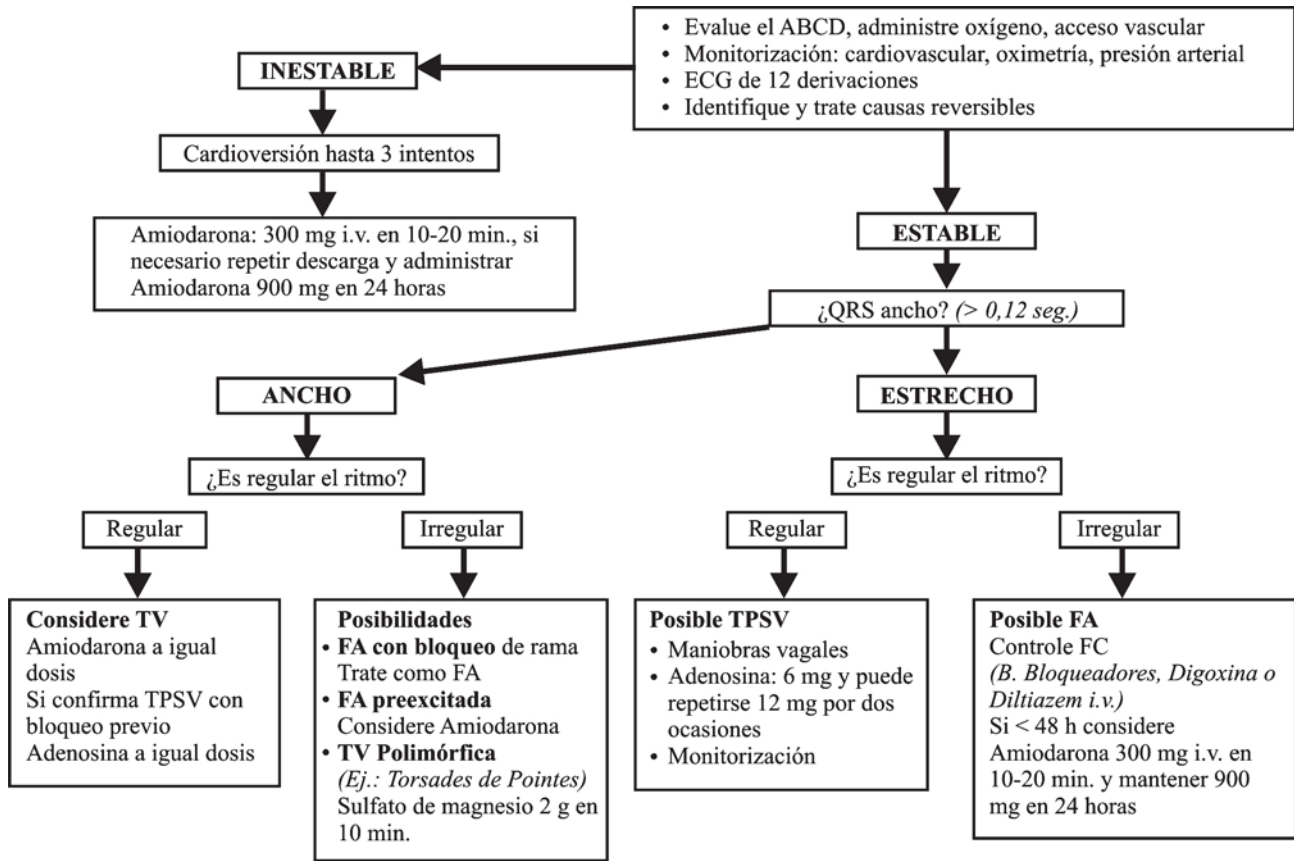 • Evalue el ABCD, administre oxígeno, acceso vascular
• Monitorización: cardiovascular, oximetría, presión arterial
• ECG de 12 derivaciones
• Identifique y trate causas reversibles
INESTABLE
Cardioversión hasta 3 intentos
Amiodarona: 300 mg i.v. en 10-20 min., si
necesario repetir descarga y administrar
Amiodarona 900 mg en 24 horas
ESTABLE
¿QRS ancho? (> 0,12 seg.)
ANCHO
¿Es regular el ritmo?
Regular
Considere TV
Amiodarona a igual
dosis
Si confirma TPSV con
bloqueo previo
Adenosina a igual dosis
Irregular
Posibilidades
• FA con bloqueo de rama
Trate como FA
• FA preexcitada
Considere Amiodarona
• TV Polimórfica
(Ej.: Torsades de Pointes)
Sulfato de magnesio 2 g en
10 min.
ESTRECHO
¿Es regular el ritmo?
Regular
Posible TPSV
• Maniobras vagales
• Adenosina: 6 mg y puede
repetirse 12 mg por dos
ocasiones
• Monitorización
Irregular
Posible FA
Controle FC
(B. Bloqueadores, Digoxina o
Diltiazem i.v.)
Si < 48 h considere
Amiodarona 300 mg i.v. en
10-20 min. y mantener 900
mg en 24 horas